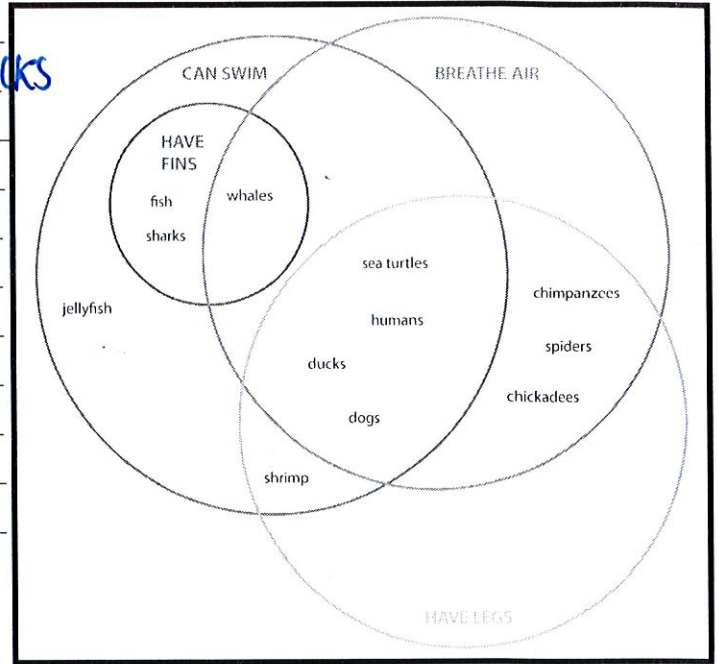 CAN SWIM
BREATHE AIR
HAVE
FINS
fish
whales
sharks
sea turtles
jellyfish
chimpanzees
humans
spiders
ducks
chickadees
dogs
shrimp
HAVE LEGS